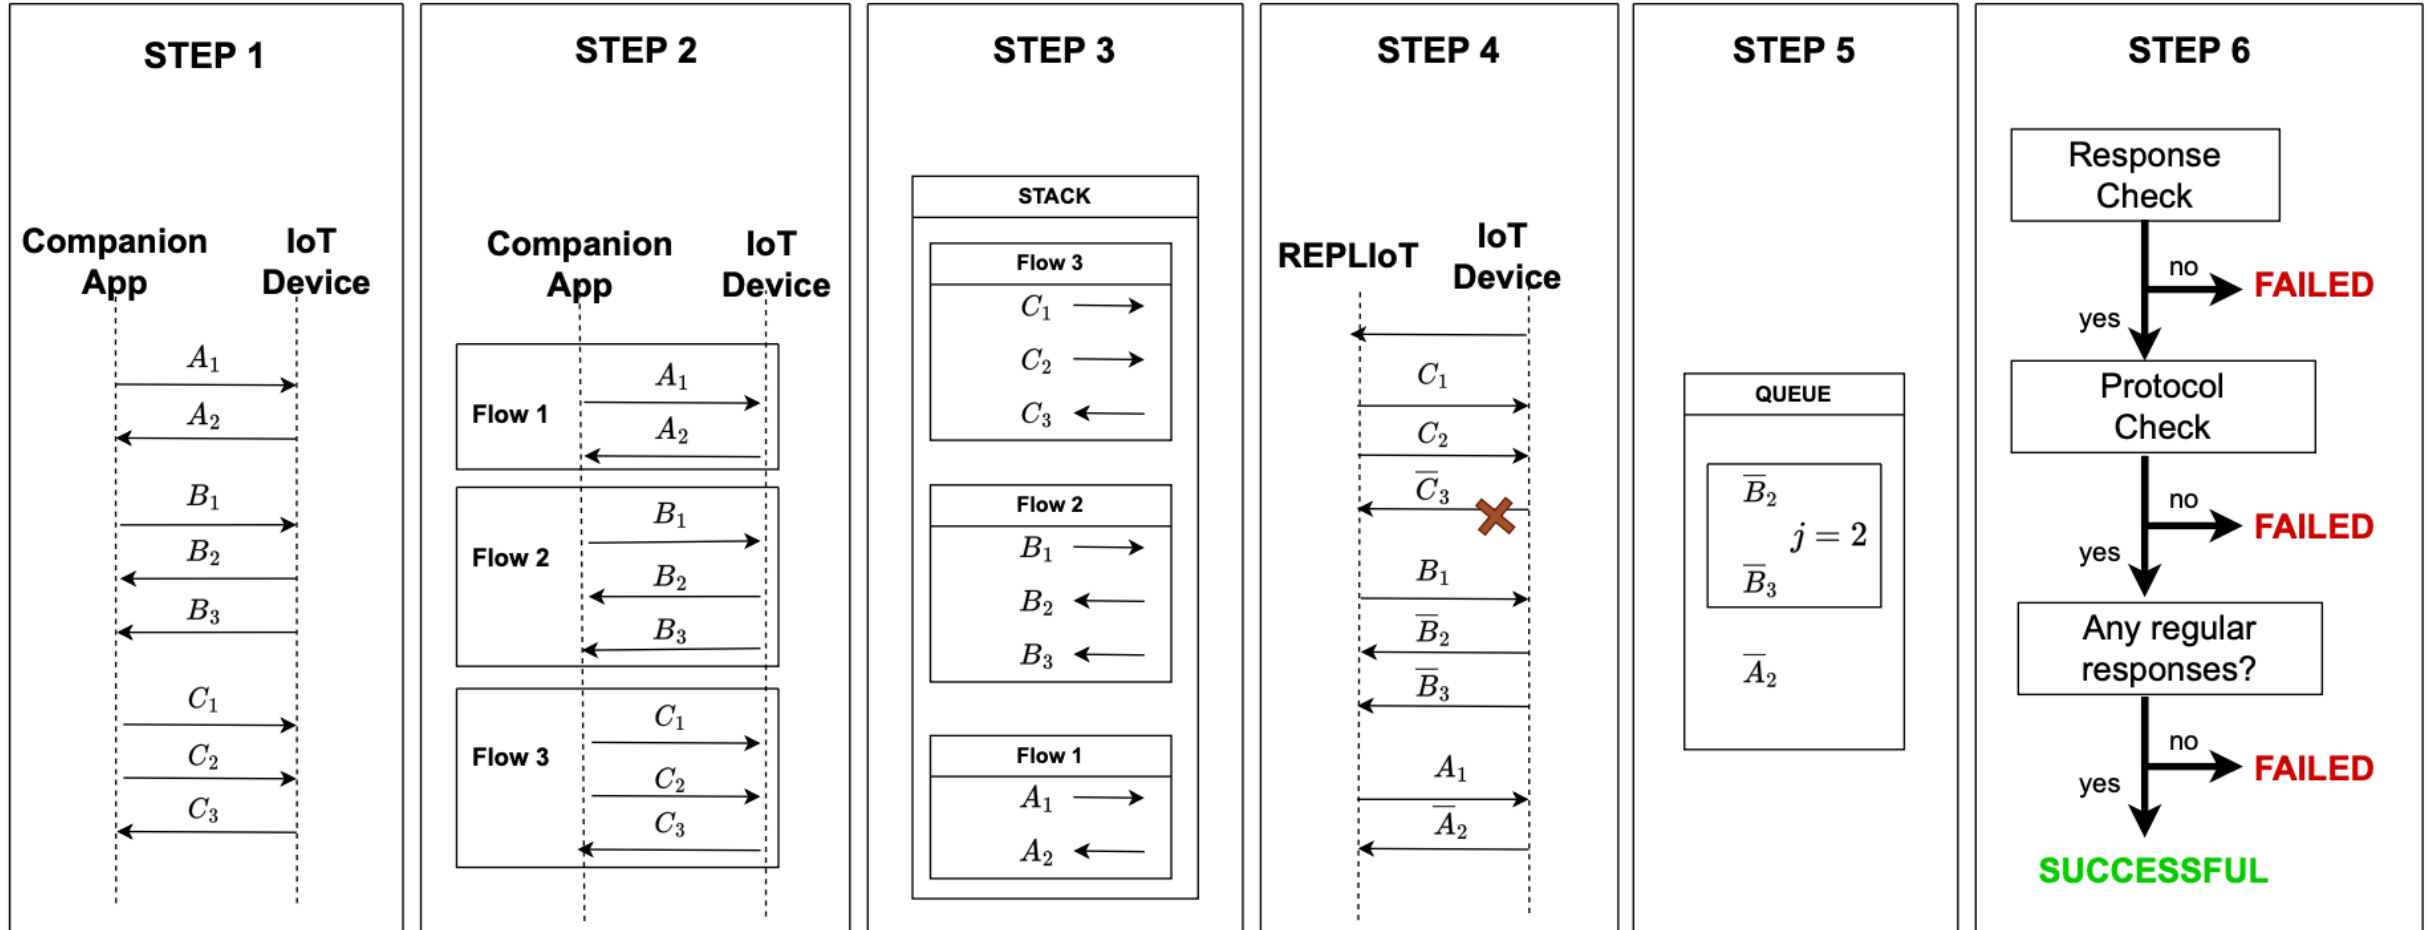 STEP 1
Companion App
IoT Device
A₁
A₂
B₁
B₂
B₃
C₁
C₂
C₃
STEP 2
Companion App
IoT Device
Flow 1
A₁
A₂
Flow 2
B₁
B₂
B₃
Flow 3
C₁
C₂
C₃
STEP 3
STACK
Flow 3
C₁
C₂
C₃
Flow 2
B₁
B₂
B₃
Flow 1
A₁
A₂
STEP 4
REPLIoT
IoT Device
C₁
C₂
C̅₃
B₁
B̅₂
B̅₃
A₁
A̅₂
STEP 5
QUEUE
B̅₂
j = 2
B̅₃
A̅₂
STEP 6
Response
Check
no
FAILED
yes
Protocol
Check
no
FAILED
yes
Any regular
responses?
no
FAILED
yes
SUCCESSFUL